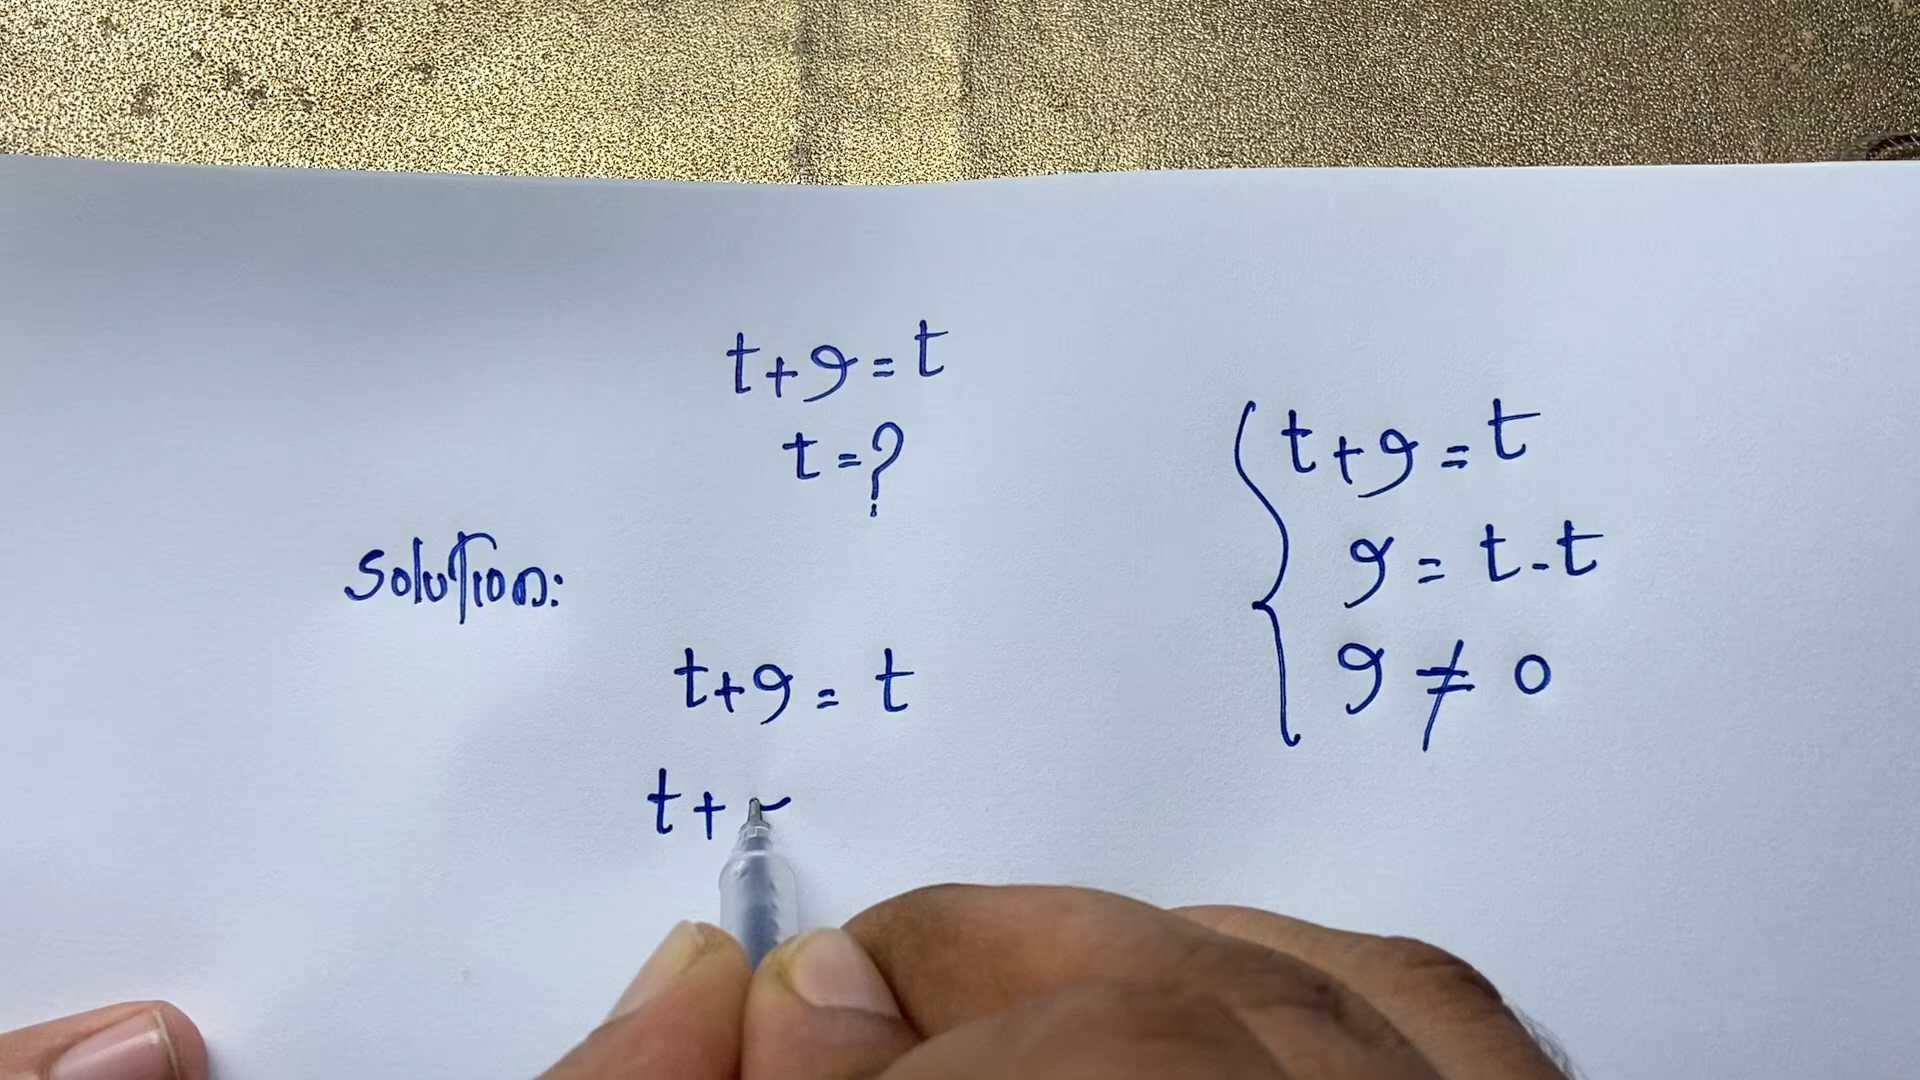 t+9=t
t=?
Solution:
t+9=t
t+
t+9=t
9=t-t
9≠0